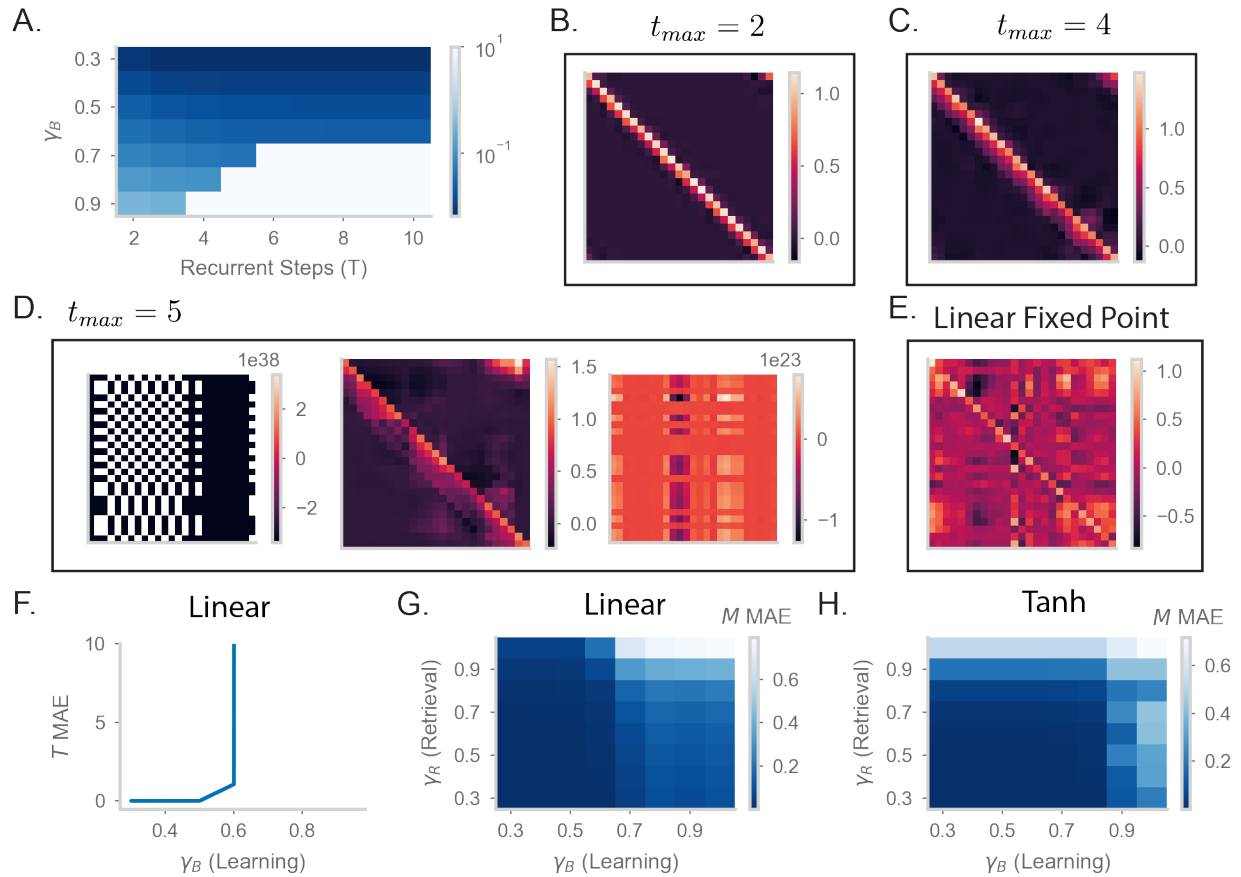 A.
0.3
0.5
0.7
0.9
γB
2
4
6
8
10
Recurrent Steps (T)
10^1
10^−1
B.
t_max = 2
1.0
0.5
0.0
C.
t_max = 4
1.0
0.5
0.0
D.
t_max = 5
1e38
2
0
−2
1.5
1.0
0.5
0.0
1e23
0
−1
E.
Linear Fixed Point
1.0
0.5
0.0
−0.5
F.
Linear
10
5
0
T MAE
0.4
0.6
0.8
γB (Learning)
G.
Linear
M MAE
0.9
0.7
0.5
0.3
γR (Retrieval)
0.3
0.5
0.7
0.9
γB (Learning)
0.6
0.4
0.2
H.
Tanh
M MAE
0.9
0.7
0.5
0.3
γR (Retrieval)
0.3
0.5
0.7
0.9
γB (Learning)
0.6
0.4
0.2